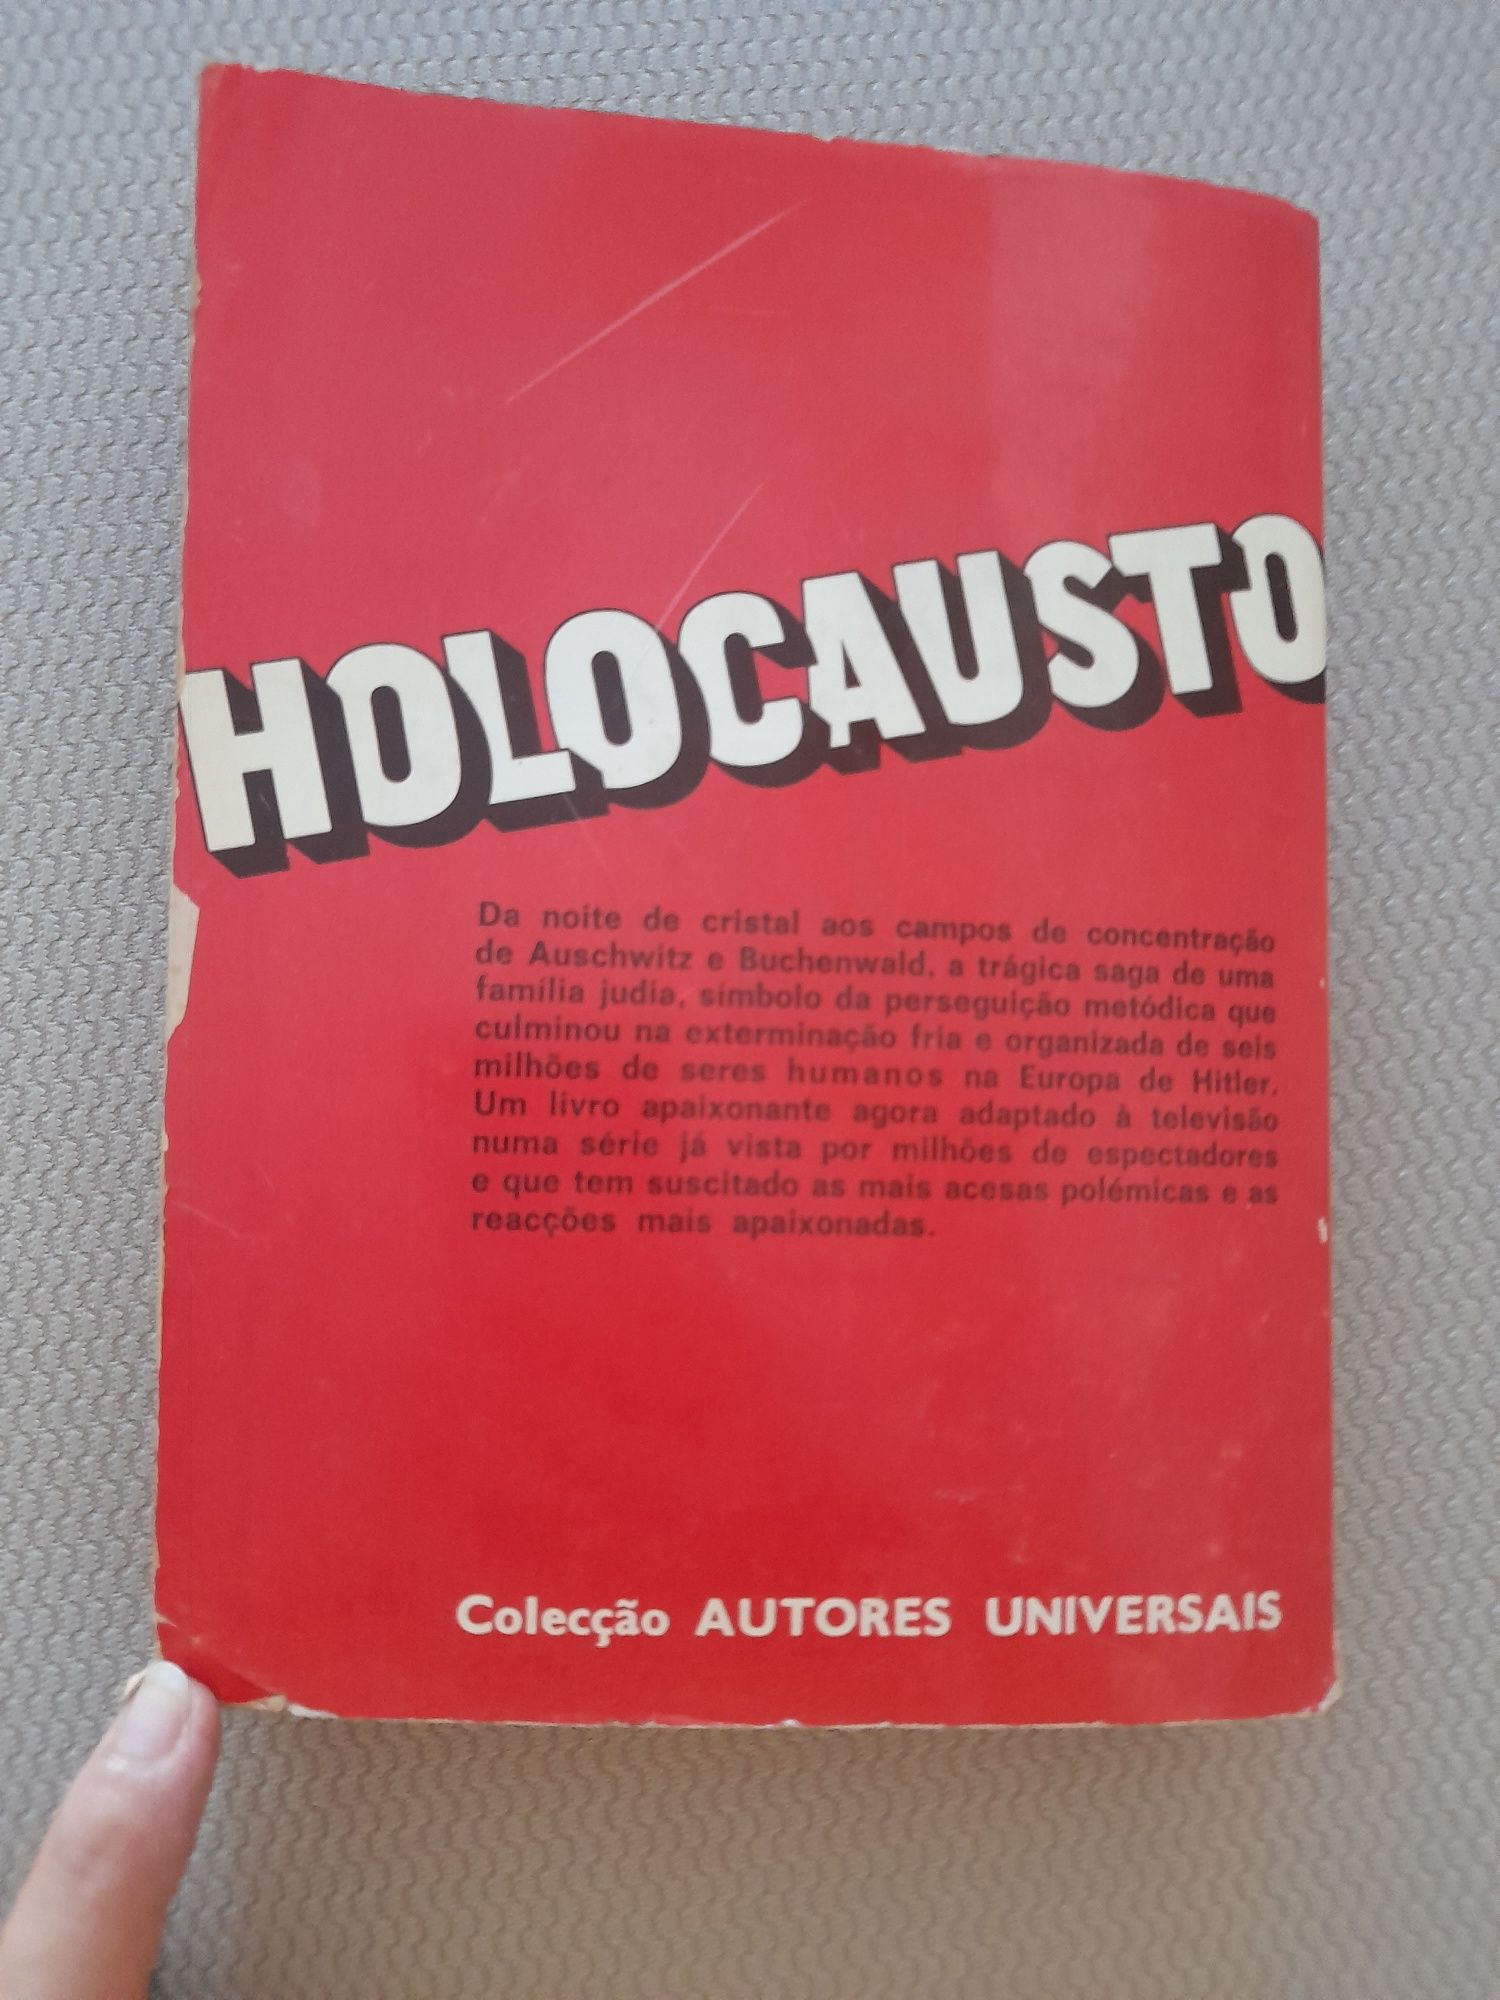 HOLOCAUSTO
Da noite de cristal aos campos de concentração
de Auschwitz e Buchenwald, a trágica saga de uma
família judia, símbolo da perseguição metódica que
culminou na exterminação fria e organizada de seis
milhões de seres humanos na Europa de Hitler.
Um livro apaixonante agora adaptado à televisão
numa série já vista por milhões de espectadores
e que tem suscitado as mais acesas polémicas e as
reacções mais apaixonadas.
Colecção AUTORES UNIVERSAIS